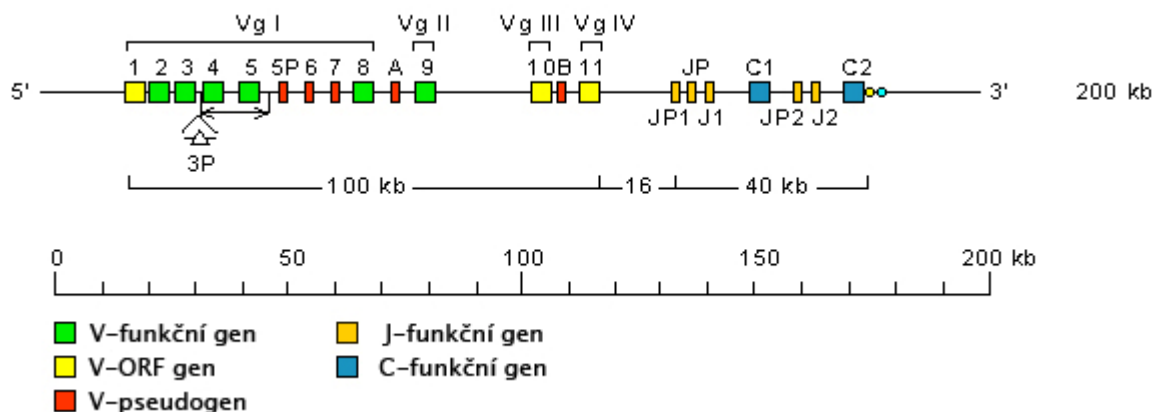 Vg I Vg II Vg III Vg IV
1 2 3 4 5 5P 6 7 8 A 9 10 B 11 JP C1 C2
5' 3' 200 kb
JP1 J1 JP2 J2
3P
100 kb 16 40 kb
0 50 100 150 200 kb
V-funkční gen J-funkční gen
V-ORF gen C-funkční gen
V-pseudogen